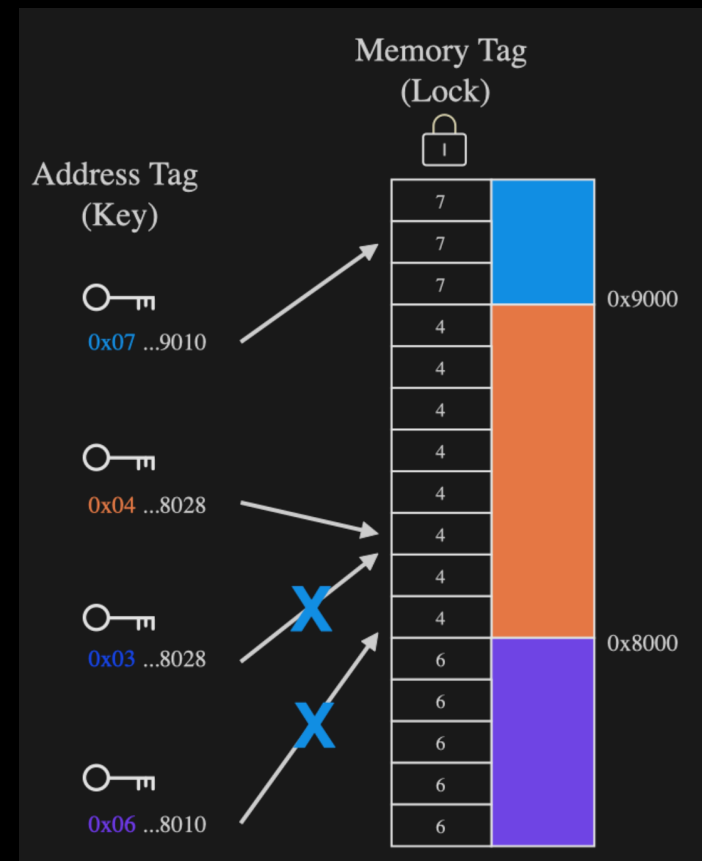 Memory Tag
(Lock)
Address Tag
(Key)
0x07 ...9010
0x04 ...8028
0x03 ...8028
0x06 ...8010
7
7
7
4
4
4
4
4
4
4
4
6
6
6
6
6
0x9000
0x8000
X
X